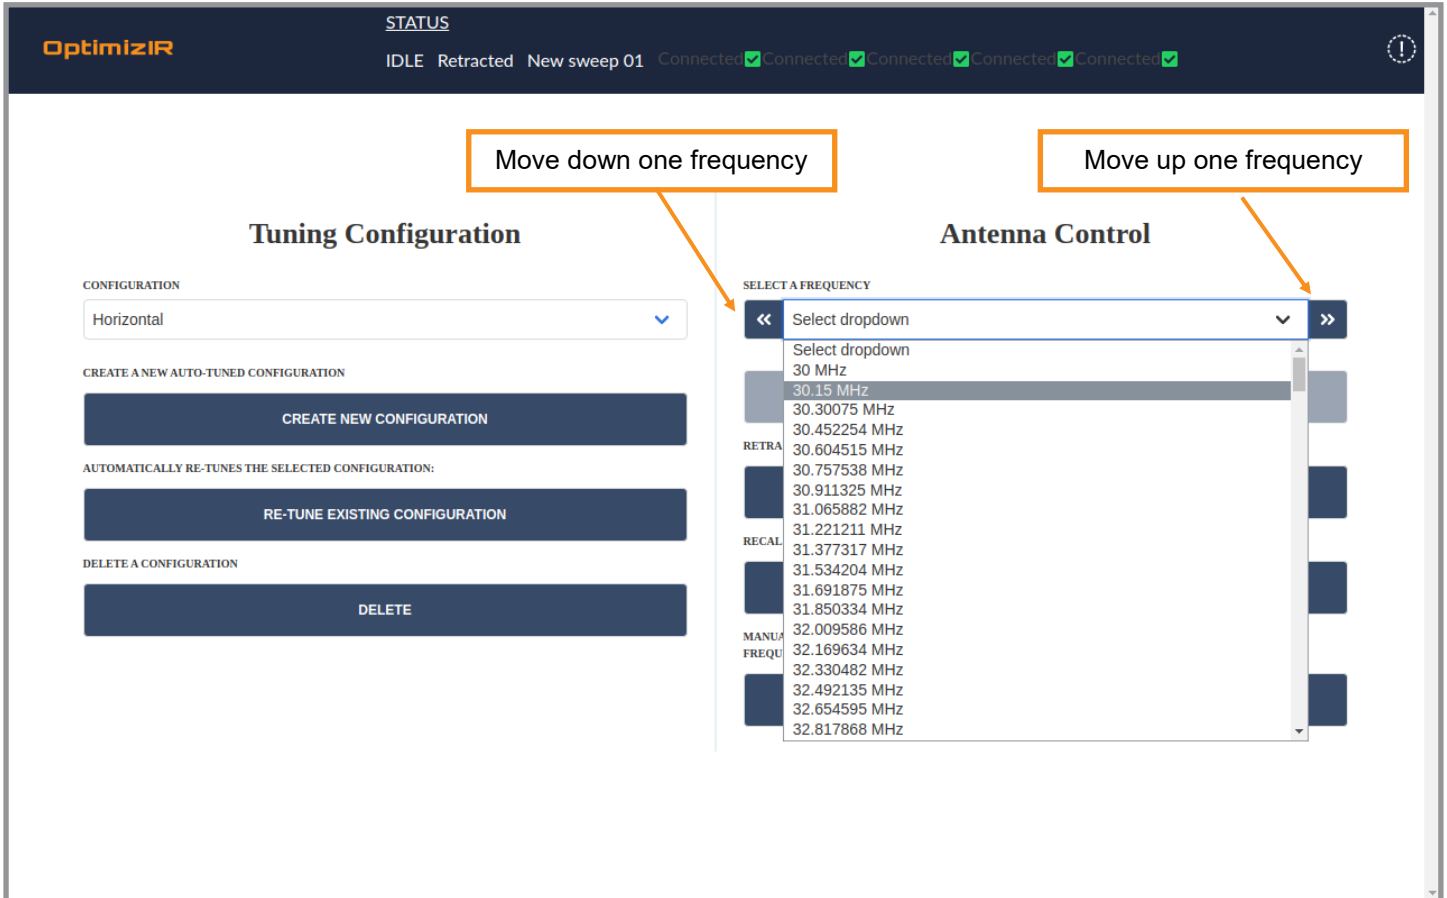 OptimizIR
STATUS
IDLE Retracted New sweep 01 Connected Connected Connected Connected Connected
Move down one frequency
Move up one frequency
Tuning Configuration
CONFIGURATION
Horizontal
CREATE A NEW AUTO-TUNED CONFIGURATION
CREATE NEW CONFIGURATION
AUTOMATICALLY RE-TUNES THE SELECTED CONFIGURATION:
RE-TUNE EXISTING CONFIGURATION
DELETE A CONFIGURATION
DELETE
Antenna Control
SELECT A FREQUENCY
Select dropdown
Select dropdown
30 MHz
30.15 MHz
30.30075 MHz
30.452254 MHz
30.604515 MHz
30.757538 MHz
30.911325 MHz
31.065882 MHz
31.221211 MHz
31.377317 MHz
31.534204 MHz
31.691875 MHz
31.850334 MHz
32.009586 MHz
32.169634 MHz
32.330482 MHz
32.492135 MHz
32.654595 MHz
32.817868 MHz
RETRA
RECAL
MANUA
FREQU